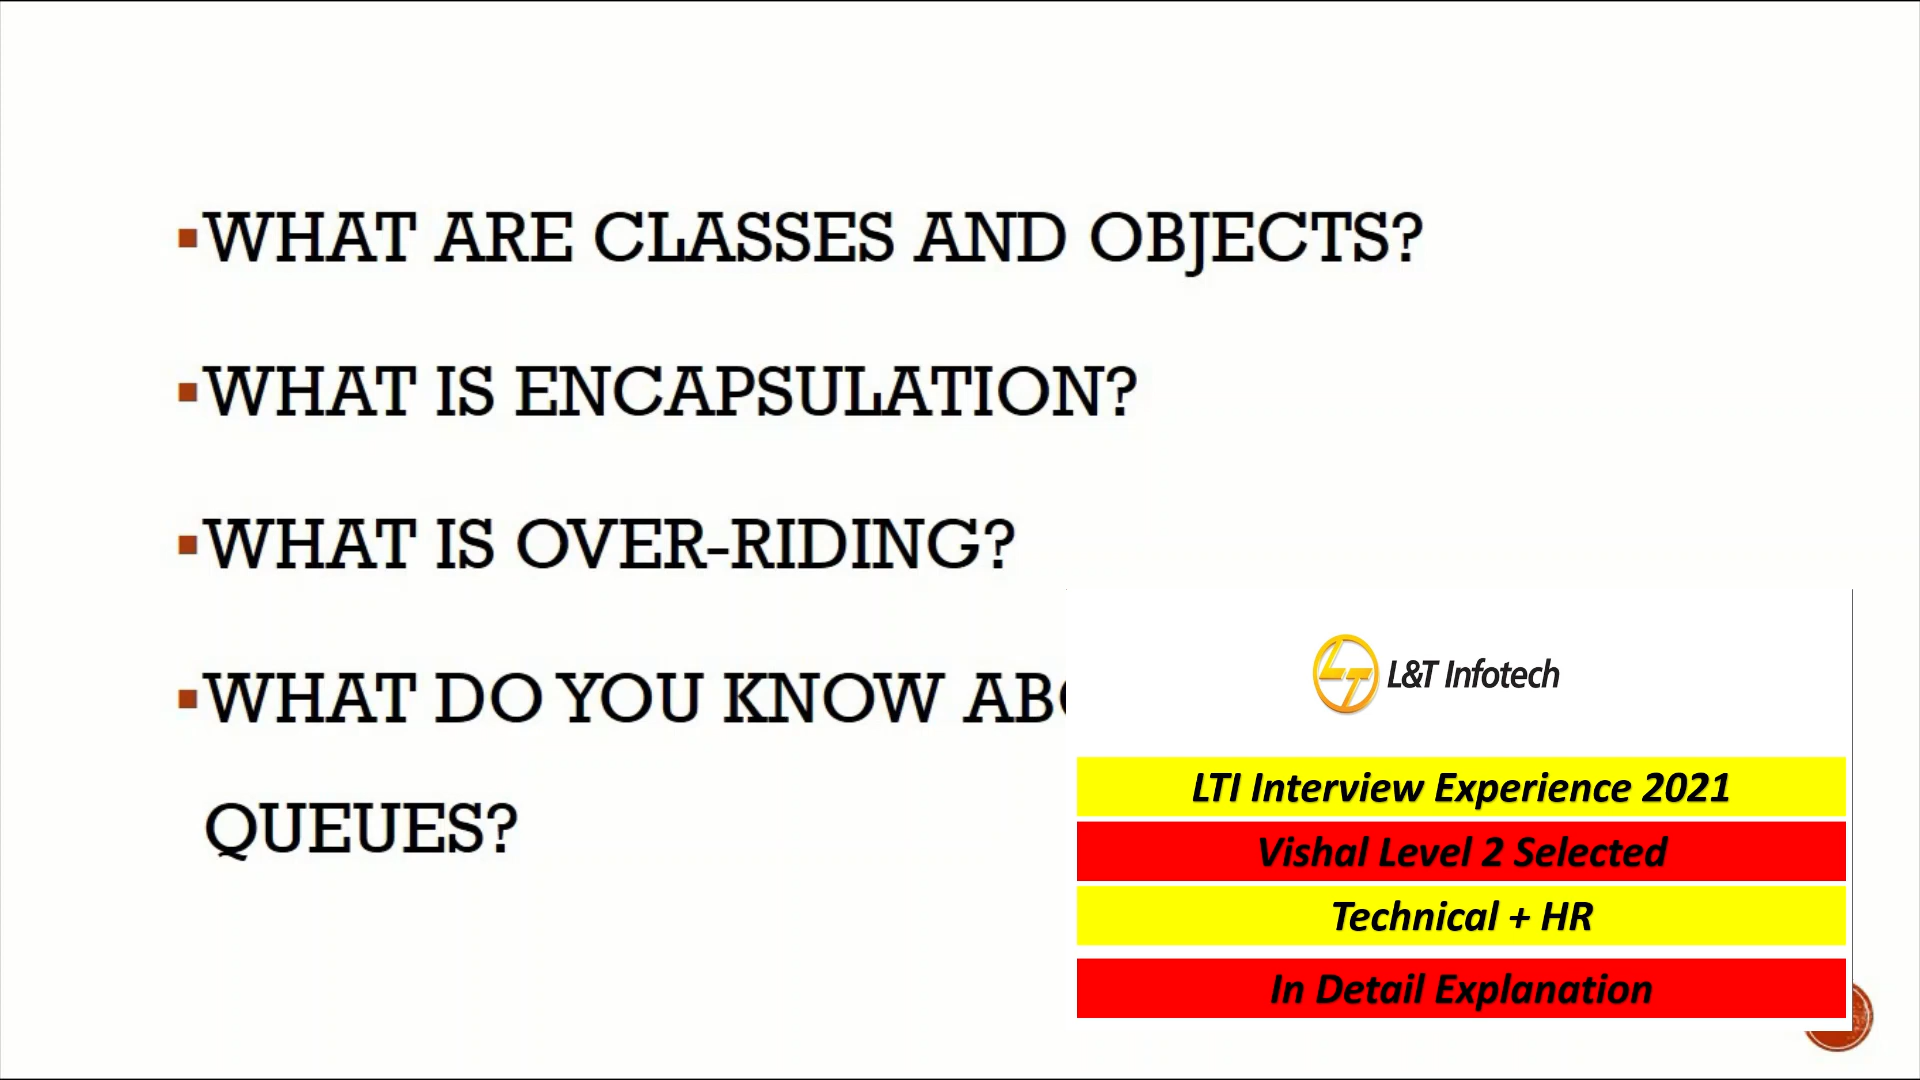 WHAT ARE CLASSES AND OBJECTS?
WHAT IS ENCAPSULATION?
WHAT IS OVER-RIDING?
WHAT DO YOU KNOW
QUEUES?
L&T Infotech
LTI Interview Experience 2021
Vishal Level 2 Selected
Technical + HR
In Detail Explanation